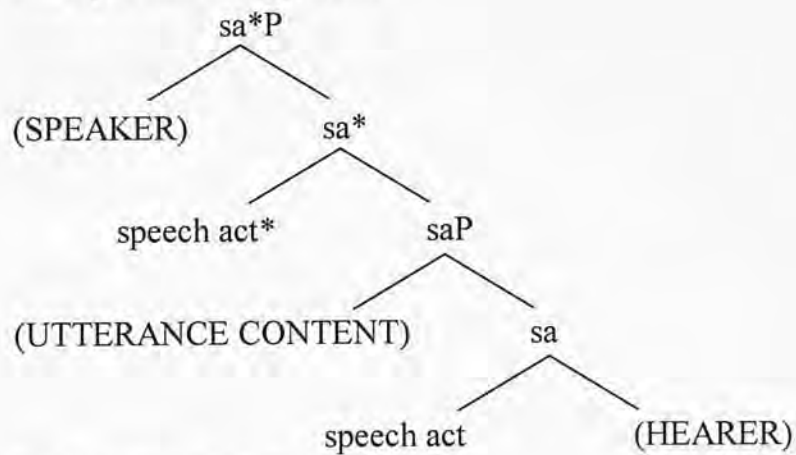 sa*P
(SPEAKER) sa*
speech act* saP
(UTTERANCE CONTENT) sa
speech act (HEARER)